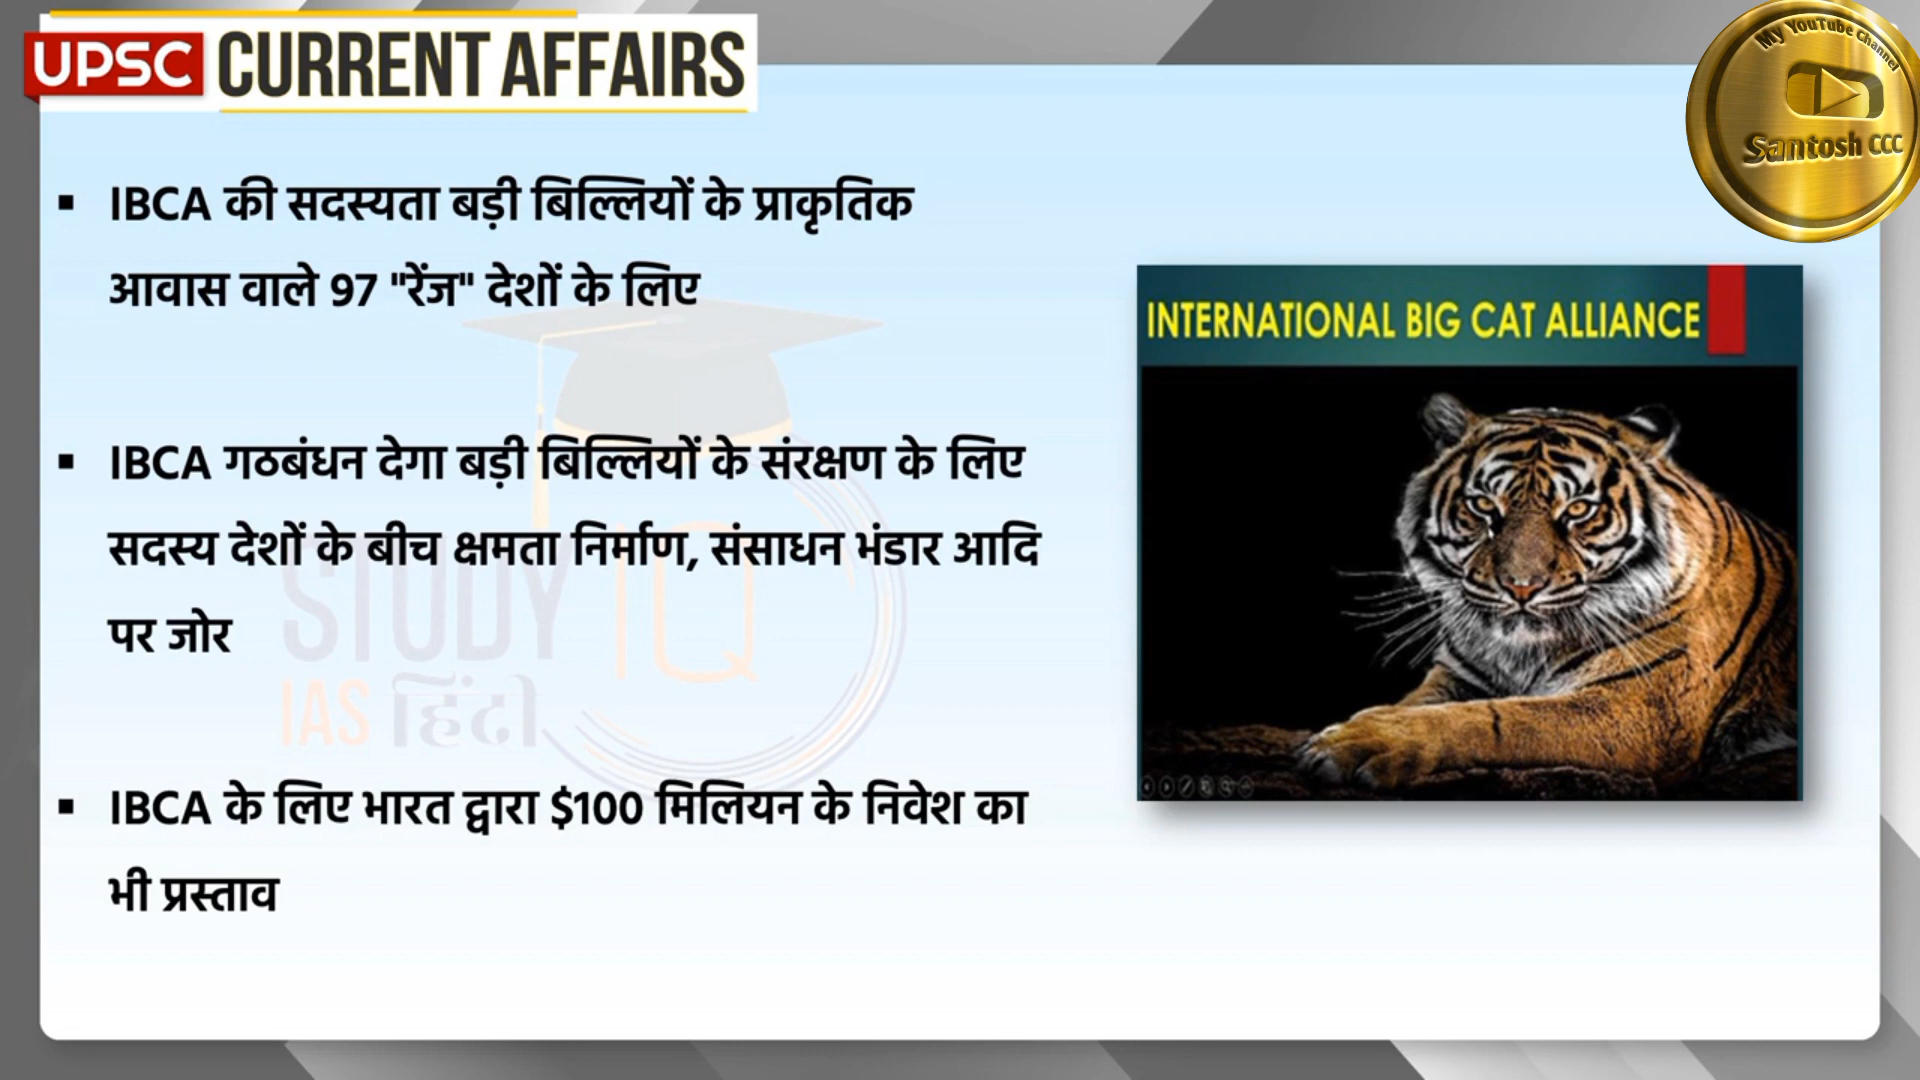 UPSC CURRENT AFFAIRS
My YouTube Channel
Santosh CCC
IBCA की सदस्यता बड़ी बिल्लियों के प्राकृतिक
आवास वाले 97 "रेंज" देशों के लिए
IBCA गठबंधन देगा बड़ी बिल्लियों के संरक्षण के लिए
सदस्य देशों के बीच क्षमता निर्माण, संसाधन भंडार आदि
पर जोर
IBCA के लिए भारत द्वारा $100 मिलियन के निवेश का
भी प्रस्ताव
INTERNATIONAL BIG CAT ALLIANCE
STUDY IQ
IAS हिंदी